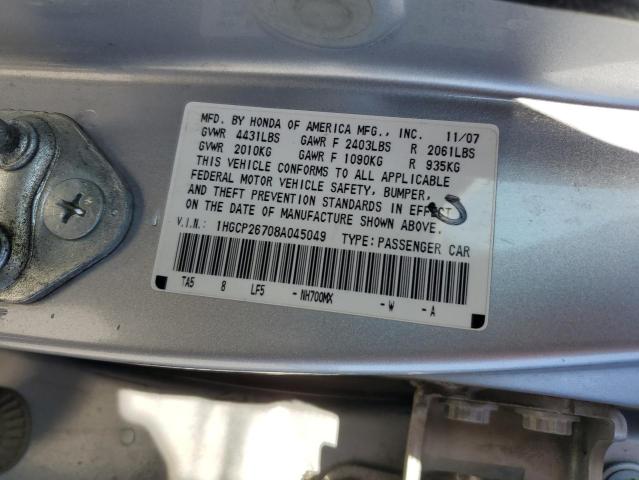 MFD. BY HONDA OF AMERICA MFG., INC. 11/07
GVWR 4431LBS GAWR F 2403LBS R 2061LBS
GVWR 2010KG GAWR F 1090KG R 935KG
THIS VEHICLE CONFORMS TO ALL APPLICABLE
FEDERAL MOTOR VEHICLE SAFETY, BUMPER,
AND THEFT PREVENTION STANDARDS IN EFFECT
ON THE DATE OF MANUFACTURE SHOWN ABOVE.
V.I.N.: 1HGCP26708A045049 TYPE: PASSENGER CAR
TA5 8 LF5 -NH700MX -W -A